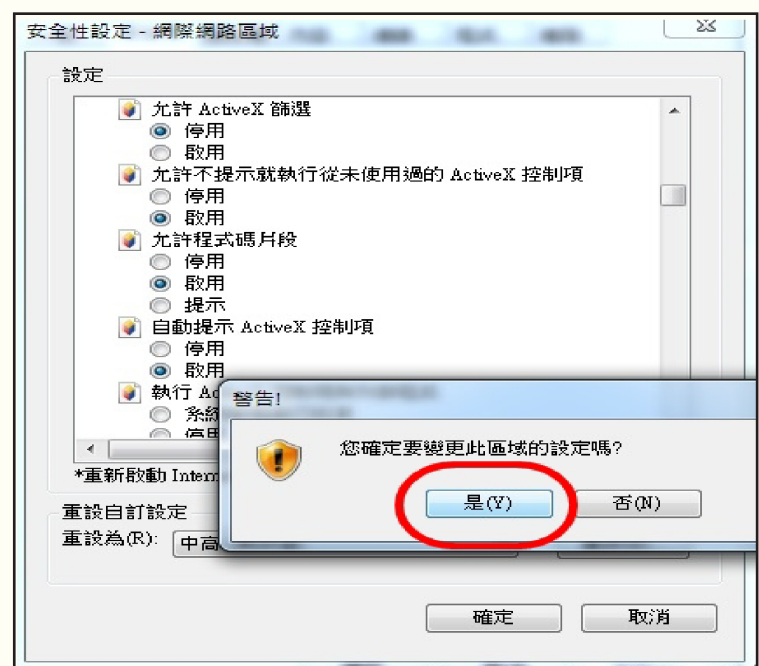 安全性設定 - 網際網路區域
設定
允許 ActiveX 篩選
停用
啟用
允許不提示就執行從未使用過的 ActiveX 控制項
停用
啟用
允許程式碼片段
停用
啟用
提示
自動提示 ActiveX 控制項
停用
啟用
執行
停用
*重新啟動
警告!
您確定要變更此區域的設定嗎?
是(Y) 否(N)
重設自訂設定
重設為(R): 中高
確定 取消